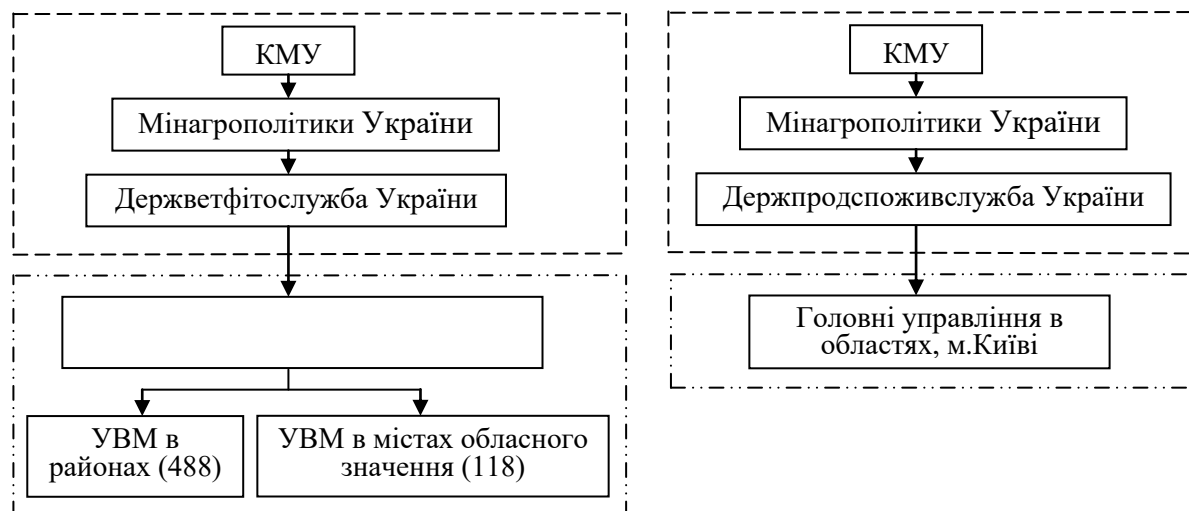 КМУ
Мінагрополітики України
Держветфітослужба України
УВМ в
районах (488)
УВМ в містах обласного
значення (118)
КМУ
Мінагрополітики України
Держпродспоживслужба України
Головні управління в
областях, м.Київі